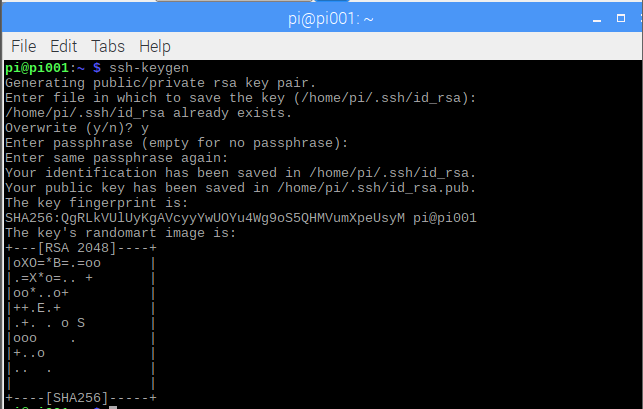 pi@pi001: ~
File Edit Tabs Help
pi@pi001:~ $ ssh-keygen
Generating public/private rsa key pair.
Enter file in which to save the key (/home/pi/.ssh/id_rsa):
/home/pi/.ssh/id_rsa already exists.
Overwrite (y/n)? y
Enter passphrase (empty for no passphrase):
Enter same passphrase again:
Your identification has been saved in /home/pi/.ssh/id_rsa.
Your public key has been saved in /home/pi/.ssh/id_rsa.pub.
The key fingerprint is:
SHA256:QgRLkVUlUyKgAVcyyYwUOYu4Wg9oS5QHMVumXpeUsyM pi@pi001
The key's randomart image is:
+---[RSA 2048]----+
|oXO=*B=.=oo      |
|.=X*o=.. +       |
|oo*..o+          |
|++.E.+           |
|.+. . o S        |
|ooo    .         |
|+..o             |
|..  .            |
|                 |
+----[SHA256]-----+